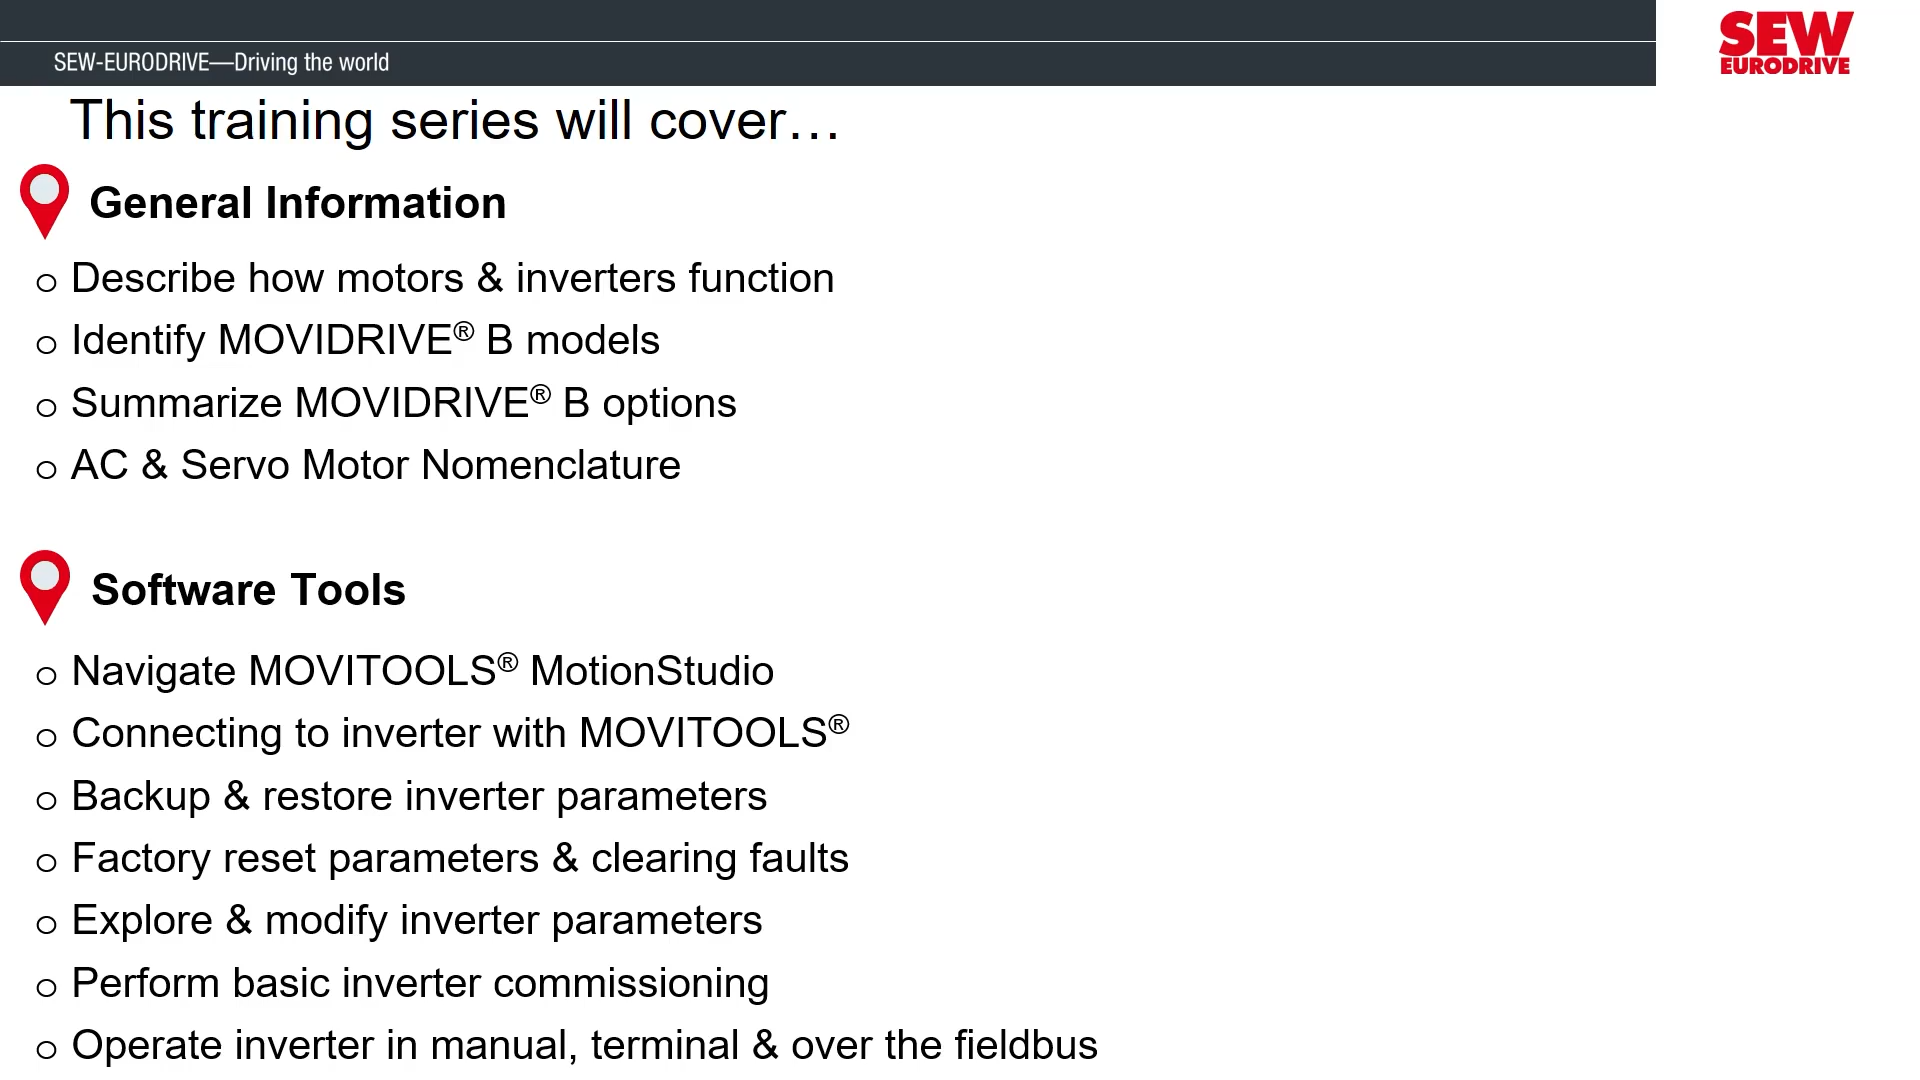 SEW-EURODRIVE—Driving the world
SEW
EURODRIVE
This training series will cover…
General Information
o Describe how motors & inverters function
o Identify MOVIDRIVE® B models
o Summarize MOVIDRIVE® B options
o AC & Servo Motor Nomenclature
Software Tools
o Navigate MOVITOOLS® MotionStudio
o Connecting to inverter with MOVITOOLS®
o Backup & restore inverter parameters
o Factory reset parameters & clearing faults
o Explore & modify inverter parameters
o Perform basic inverter commissioning
o Operate inverter in manual, terminal & over the fieldbus